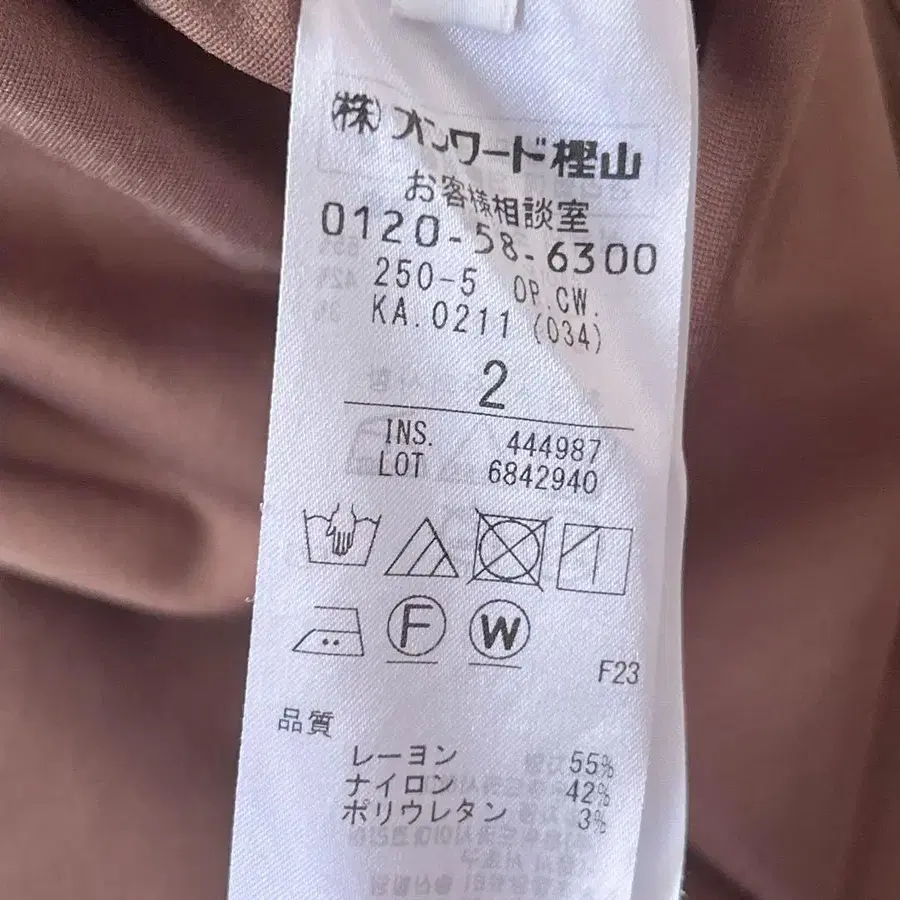 (株)オンワード樫山
お客様相談室
0120-58-6300
250-5 OP.CW.
KA.0211 (034)
2
INS. 444987
LOT 6842940
F
W
F23
品質
レーヨン 55%
ナイロン 42%
ポリウレタン 3%